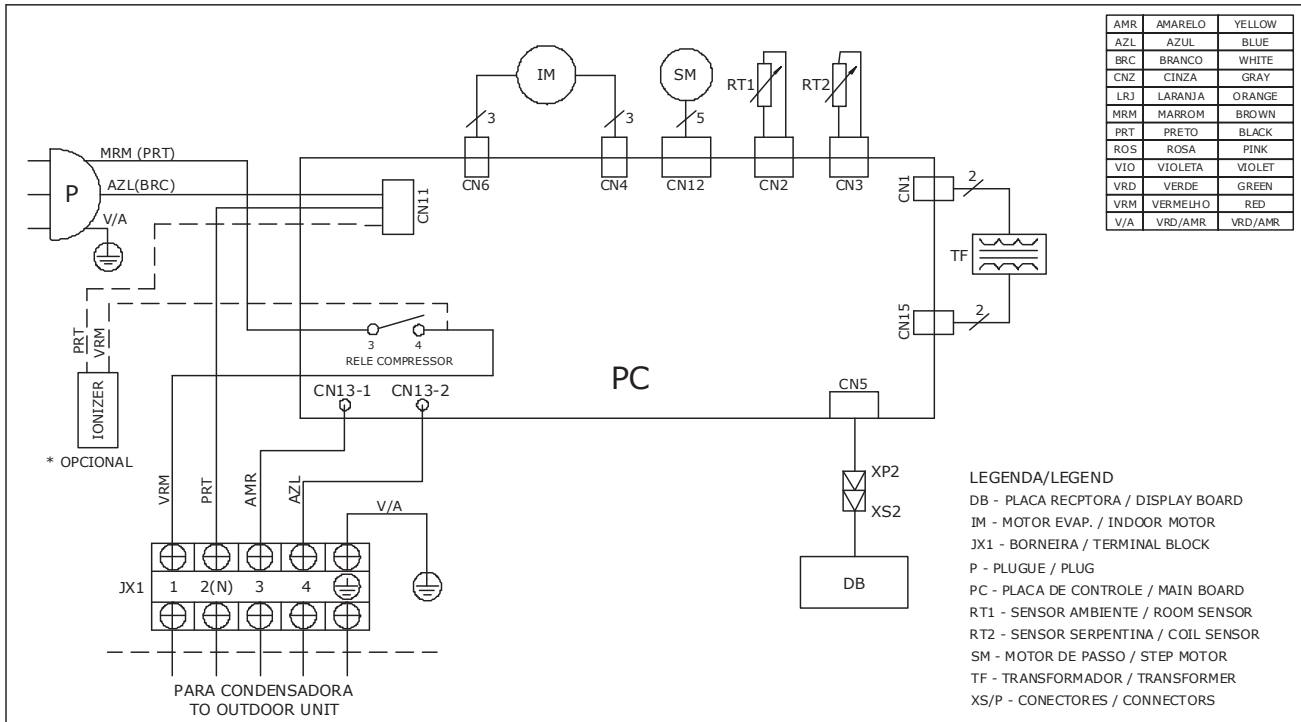 AMR AMARELO YELLOW
AZL AZUL BLUE
BRC BRANCO WHITE
CNZ CINZA GRAY
LRJ LARANJA ORANGE
MRM MARROM BROWN
PRT PRETO BLACK
ROS ROSA PINK
VIO VIOLETA VIOLET
VRD VERDE GREEN
VRM VERMELHO RED
V/A VRD/AMR VRD/AMR
IM
SM
RT1
RT2
3
3
5
CN6
CN4
CN12
CN2
CN3
MRM (PRT)
AZL(BRC)
V/A
P
CN11
CN1
2
TF
CN15
2
PRT
VRM
IONIZER
* OPCIONAL
3
4
RELE COMPRESSOR
PC
CN13-1
CN13-2
CN5
VRM
PRT
AMR
AZL
V/A
XP2
XS2
DB
JX1
1
2(N)
3
4
PARA CONDENSADORA
TO OUTDOOR UNIT
LEGENDA/LEGEND
DB - PLACA RECPTORA / DISPLAY BOARD
IM - MOTOR EVAP. / INDOOR MOTOR
JX1 - BORNEIRA / TERMINAL BLOCK
P - PLUGUE / PLUG
PC - PLACA DE CONTROLE / MAIN BOARD
RT1 - SENSOR AMBIENTE / ROOM SENSOR
RT2 - SENSOR SERPENTINA / COIL SENSOR
SM - MOTOR DE PASSO / STEP MOTOR
TF - TRANSFORMADOR / TRANSFORMER
XS/P - CONECTORES / CONNECTORS